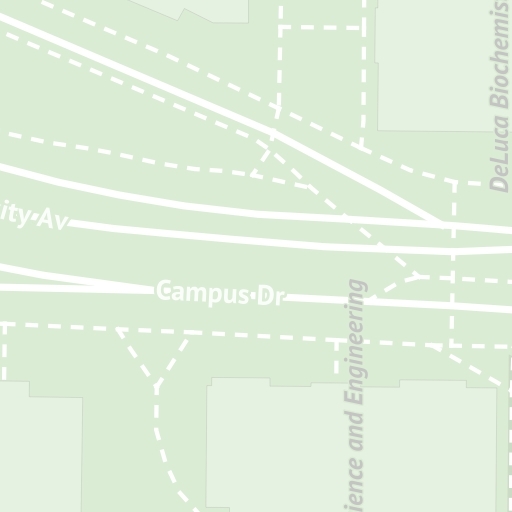 DeLuca Biochemis
ity Av
Campus Dr
ience and Engineering